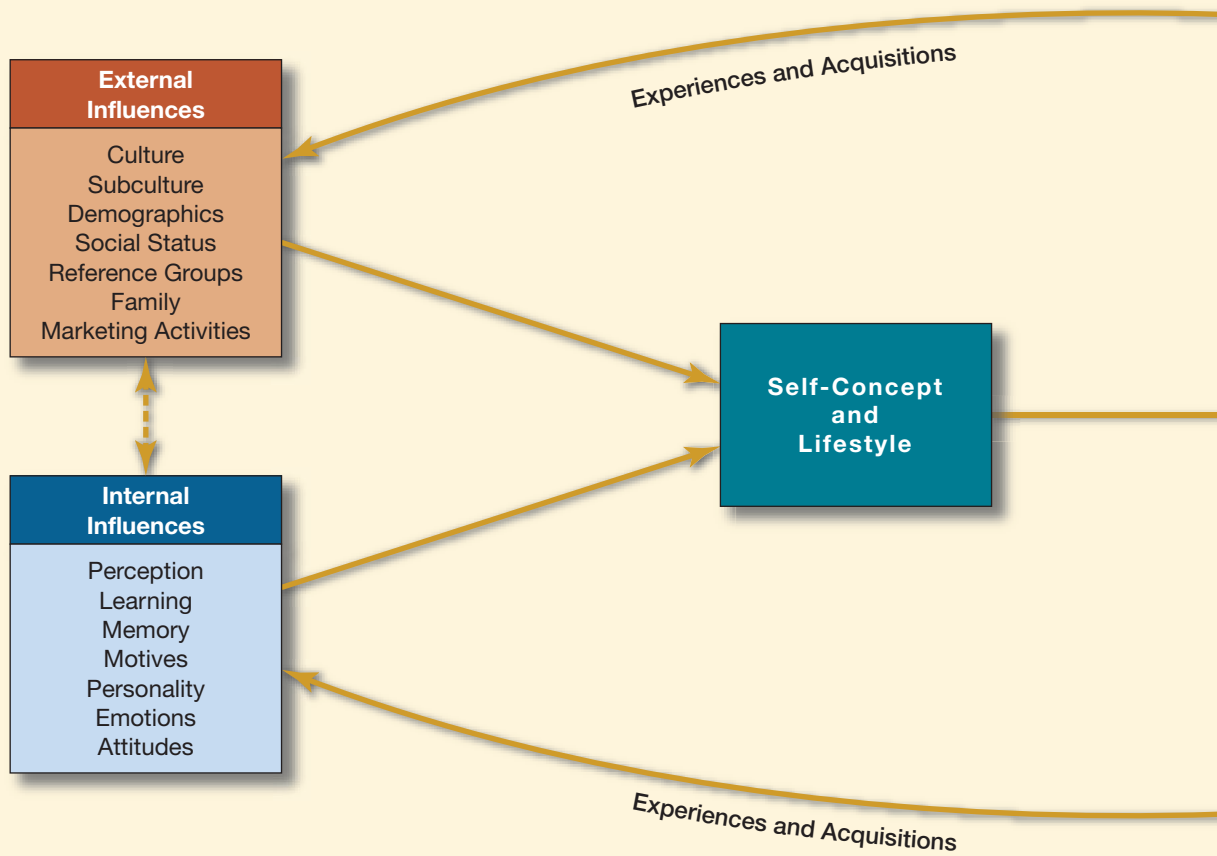 Experiences and Acquisitions
External
Influences
Culture
Subculture
Demographics
Social Status
Reference Groups
Family
Marketing Activities
Self-Concept
and
Lifestyle
Internal
Influences
Perception
Learning
Memory
Motives
Personality
Emotions
Attitudes
Experiences and Acquisitions